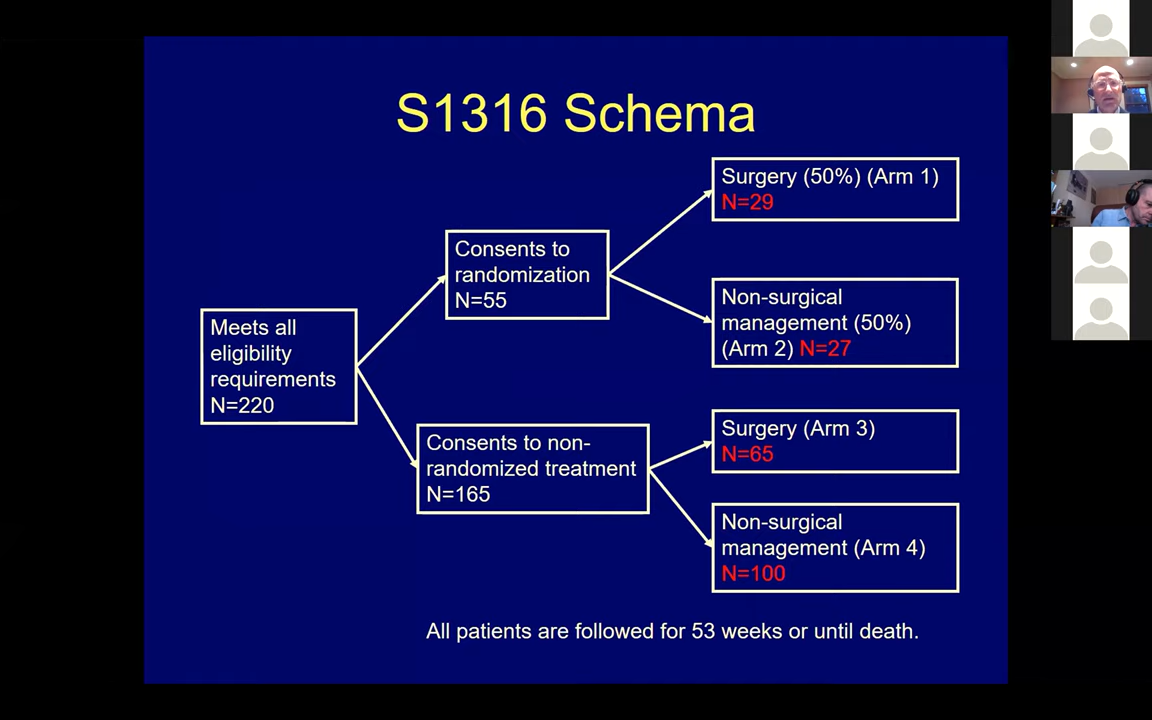 S1316 Schema
Meets all
eligibility
requirements
N=220
Consents to
randomization
N=55
Consents to non-
randomized treatment
N=165
Surgery (50%) (Arm 1)
N=29
Non-surgical
management (50%)
(Arm 2) N=27
Surgery (Arm 3)
N=65
Non-surgical
management (Arm 4)
N=100
All patients are followed for 53 weeks or until death.